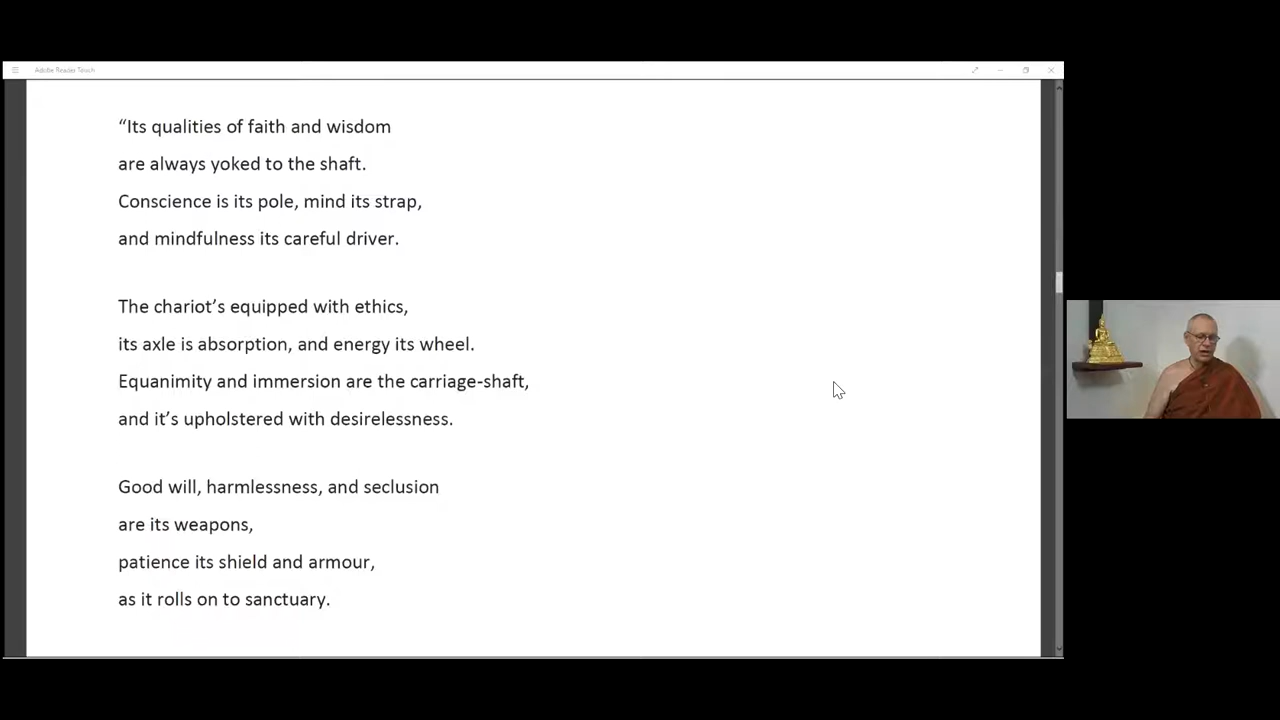 Adobe Reader Touch
“Its qualities of faith and wisdom
are always yoked to the shaft.
Conscience is its pole, mind its strap,
and mindfulness its careful driver.
The chariot’s equipped with ethics,
its axle is absorption, and energy its wheel.
Equanimity and immersion are the carriage-shaft,
and it’s upholstered with desirelessness.
Good will, harmlessness, and seclusion
are its weapons,
patience its shield and armour,
as it rolls on to sanctuary.